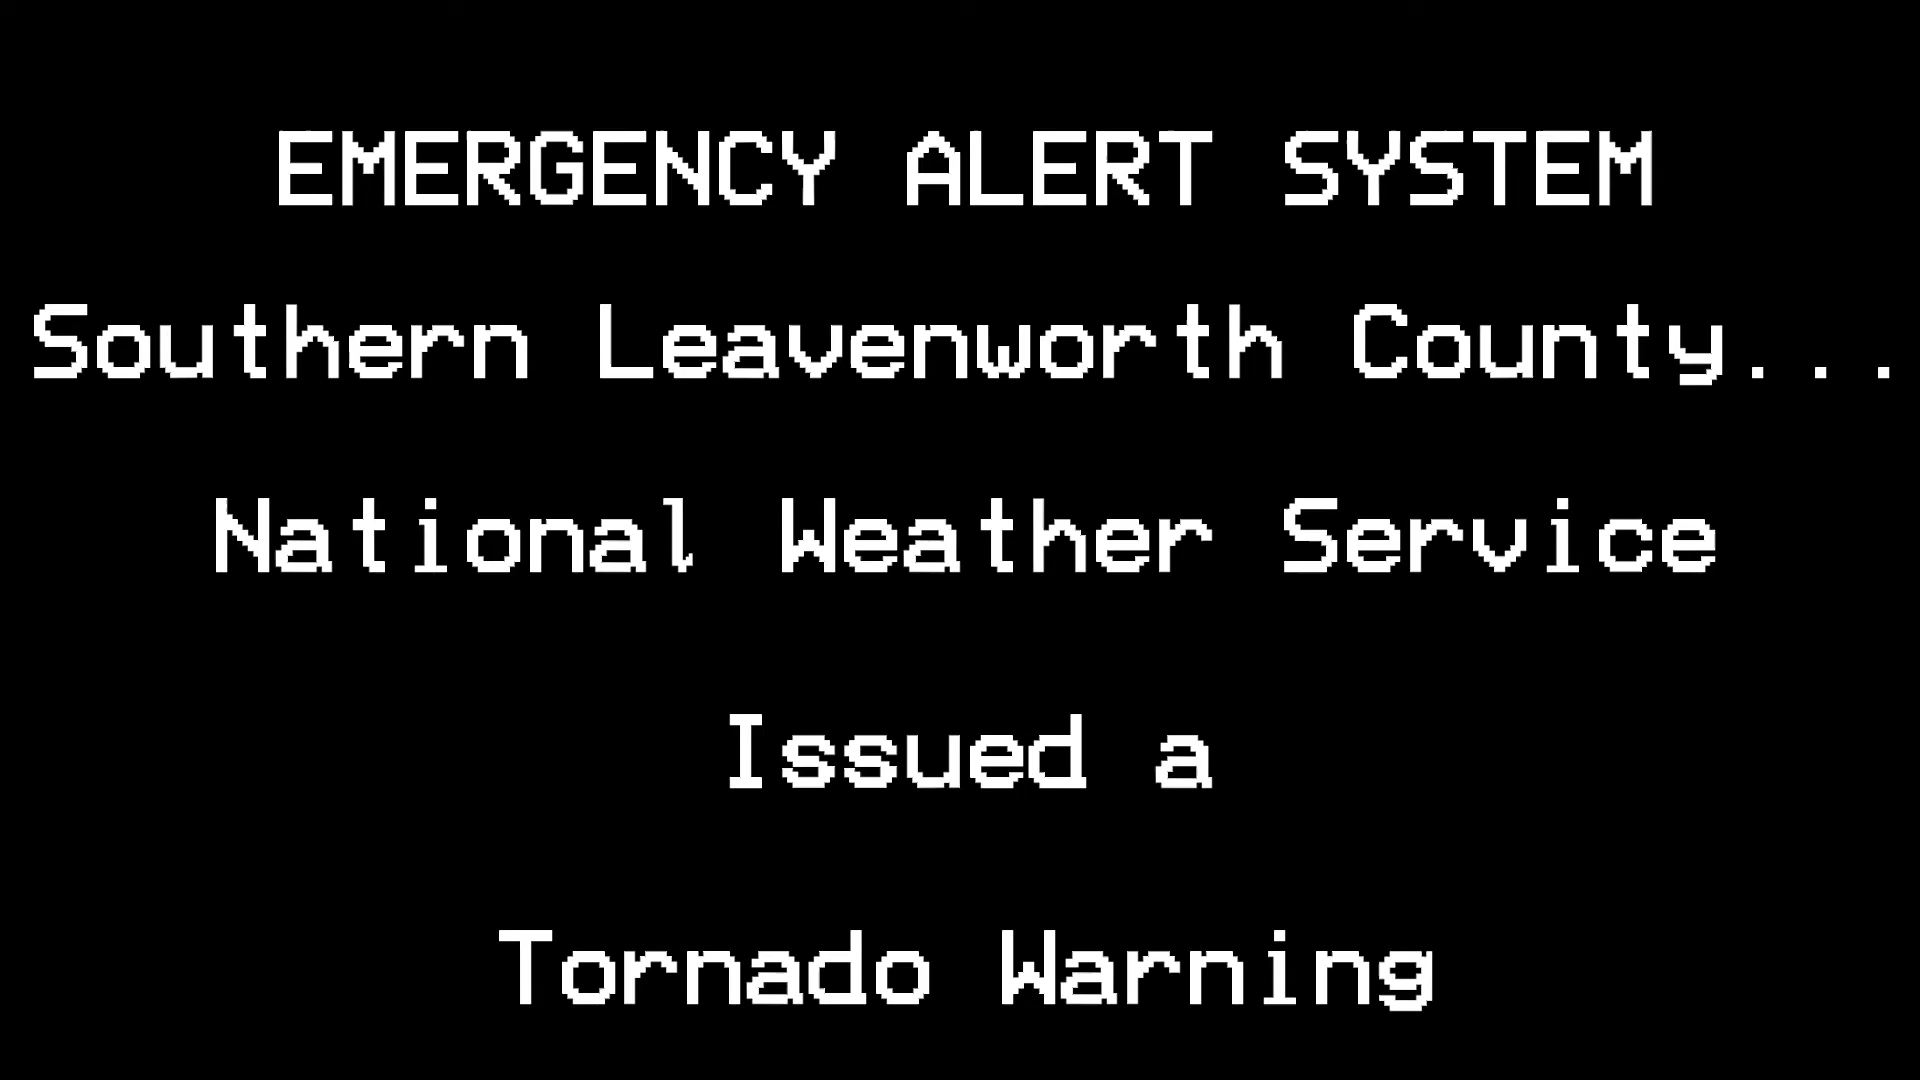 EMERGENCY ALERT SYSTEM
Southern Leavenworth County...
National Weather Service
Issued a
Tornado Warning